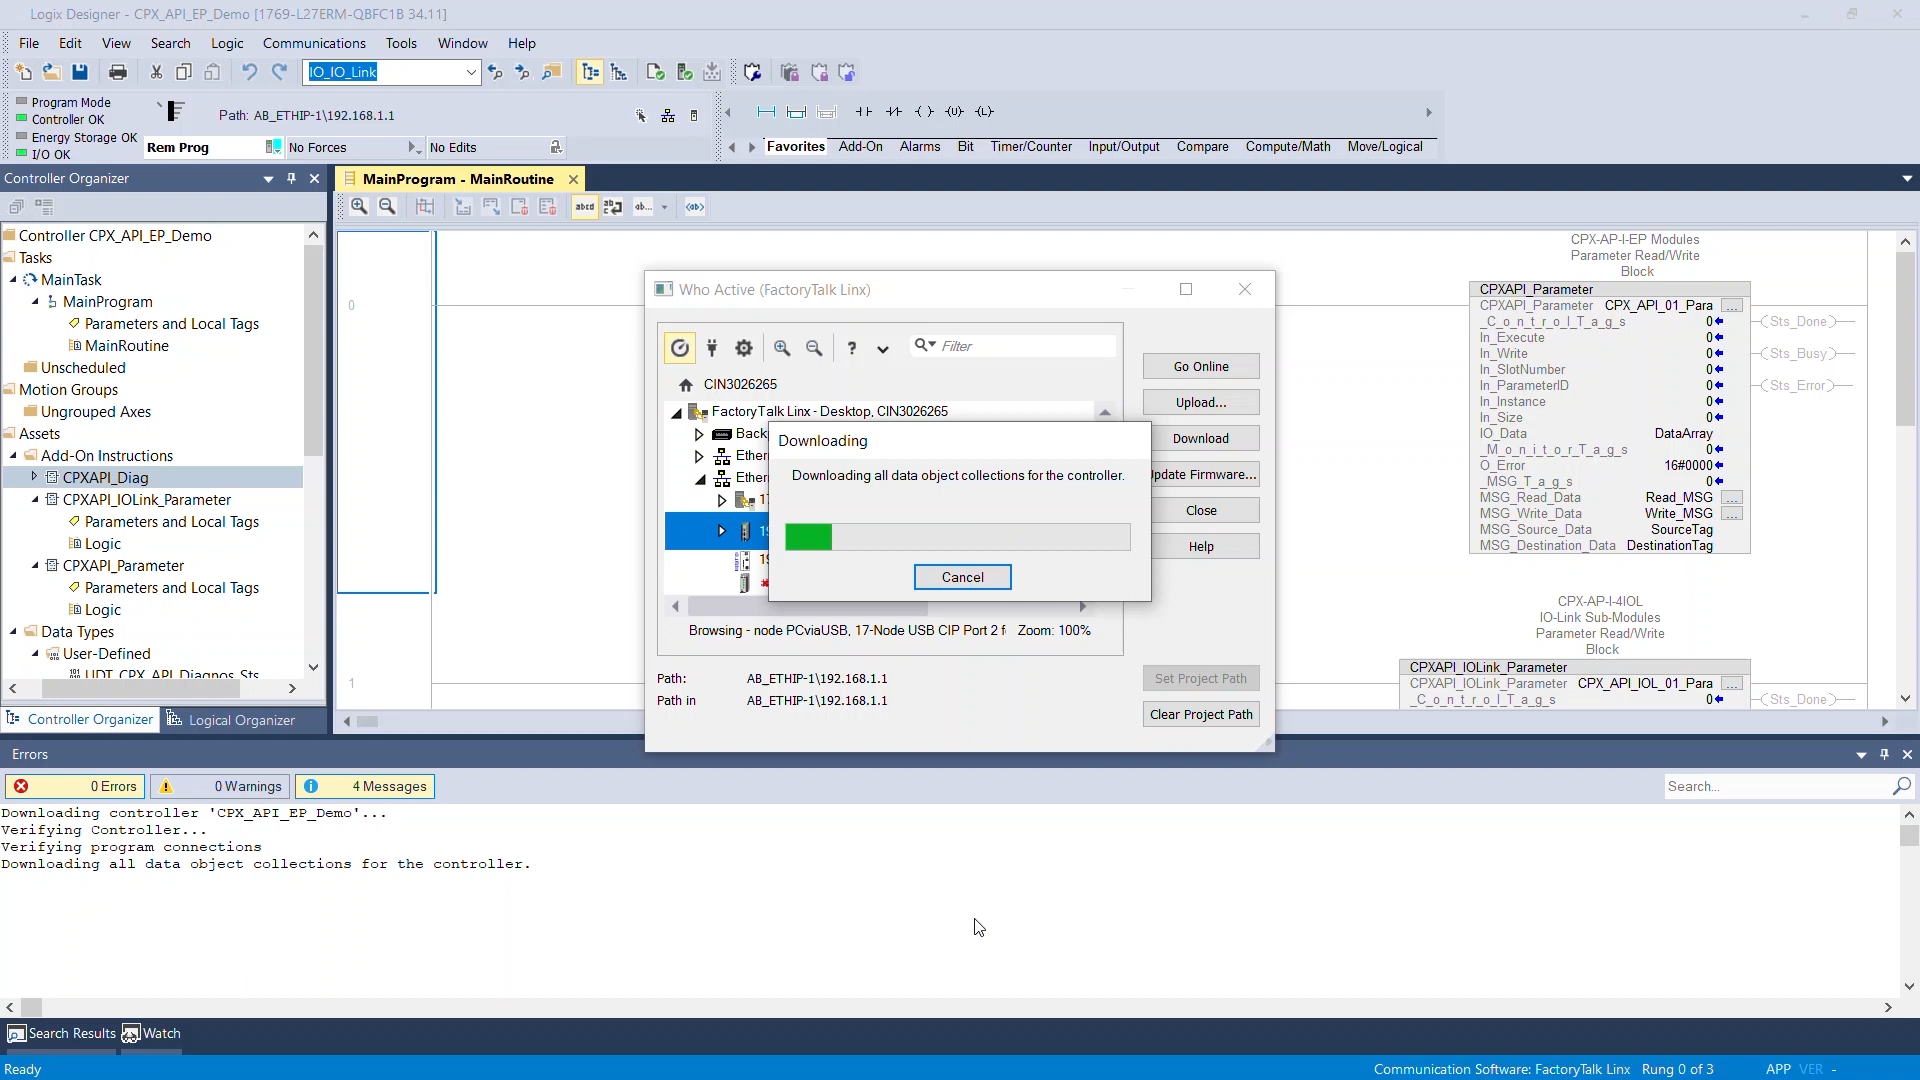 Logix Designer - CPX_API_EP_Demo [1769-L27ERM-QBFC1B 34.11]
File Edit View Search Logic Communications Tools Window Help
IO_IO_Link
Program Mode
Controller OK
Energy Storage OK
I/O OK
Path: AB_ETHIP-1\192.168.1.1
Rem Prog
No Forces
No Edits
Favorites Add-On Alarms Bit Timer/Counter Input/Output Compare Compute/Math Move/Logical
Controller Organizer
MainProgram - MainRoutine
Controller CPX_API_EP_Demo
Tasks
MainTask
MainProgram
Parameters and Local Tags
MainRoutine
Unscheduled
Motion Groups
Ungrouped Axes
Assets
Add-On Instructions
CPXAPI_Diag
CPXAPI_IOLink_Parameter
Parameters and Local Tags
Logic
CPXAPI_Parameter
Parameters and Local Tags
Logic
Data Types
User-Defined
UDT_CPX_API_Diagnos_Sts
Controller Organizer
Logical Organizer
0
1
CPX-AP-I-EP Modules
Parameter Read/Write
Block
CPXAPI_Parameter
CPXAPI_Parameter CPX_API_01_Para ...
_C_o_n_t_r_o_l_T_a_g_s 0
In_Execute 0
In_Write 0
In_SlotNumber 0
In_ParameterID 0
In_Instance 0
In_Size 0
IO_Data DataArray
_M_o_n_i_t_o_r_T_a_g_s 0
O_Error 16#0000
_MSG_T_a_g_s 0
MSG_Read_Data Read_MSG ...
MSG_Write_Data Write_MSG ...
MSG_Source_Data SourceTag
MSG_Destination_Data DestinationTag
Sts_Done
Sts_Busy
Sts_Error
CPX-AP-I-4IOL
IO-Link Sub-Modules
Parameter Read/Write
Block
CPXAPI_IOLink_Parameter
CPXAPI_IOLink_Parameter CPX_API_IOL_01_Para ...
_C_o_n_t_r_o_l_T_a_g_s 0
Sts_Done
Who Active (FactoryTalk Linx)
Filter
CIN3026265
FactoryTalk Linx - Desktop, CIN3026265
Go Online
Upload...
Download
Update Firmware...
Close
Help
Downloading
Downloading all data object collections for the controller.
Cancel
Browsing - node PCviaUSB, 17-Node USB CIP Port 2 f
Zoom: 100%
Path: AB_ETHIP-1\192.168.1.1
Path in AB_ETHIP-1\192.168.1.1
Set Project Path
Clear Project Path
Errors
0 Errors
0 Warnings
4 Messages
Search...
Downloading controller 'CPX_API_EP_Demo'...
Verifying Controller...
Verifying program connections
Downloading all data object collections for the controller.
Search Results
Watch
Ready
Communication Software: FactoryTalk Linx
Rung 0 of 3
APP VER